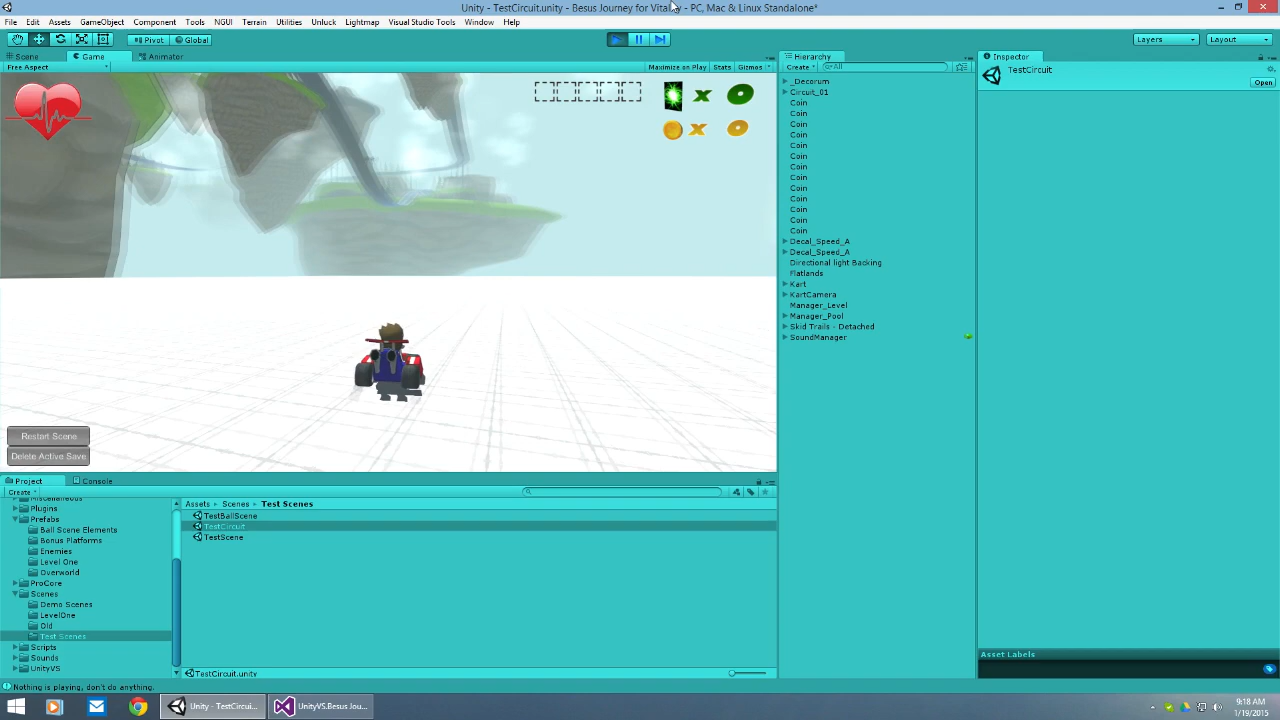 Unity - TestCircuit.unity - Besus Journey for Vitality - PC, Mac & Linux Standalone*
File Edit Assets GameObject Component Tools NGUI Terrain Utilities Unluck Lightmap Visual Studio Tools Window Help
Pivot Global Layers Layout
Scene Game Animator
Free Aspect Maximize on Play Stats Gizmos
Restart Scene
Delete Active Save
Hierarchy
Create All
_Decorum
Circuit_01
Coin
Coin
Coin
Coin
Coin
Coin
Coin
Coin
Coin
Coin
Coin
Coin
Coin
Decal_Speed_A
Decal_Speed_A
Directional light Backing
Flatlands
Kart
KartCamera
Manager_Level
Manager_Pool
Skid Trails - Detached
SoundManager
Inspector
TestCircuit
Open
Asset Labels
Project Console
Create
Miscellaneous
Plugins
Prefabs
Ball Scene Elements
Bonus Platforms
Enemies
Level One
Overworld
ProCore
Scenes
Demo Scenes
LevelOne
Old
Test Scenes
Scripts
Sounds
UnityVS
Assets Scenes Test Scenes
TestBallScene
TestCircuit
TestScene
TestCircuit.unity
Nothing is playing, don't do anything.
Unity - TestCircui... UnityVS.Besus Jou...
9:18 AM
1/19/2015